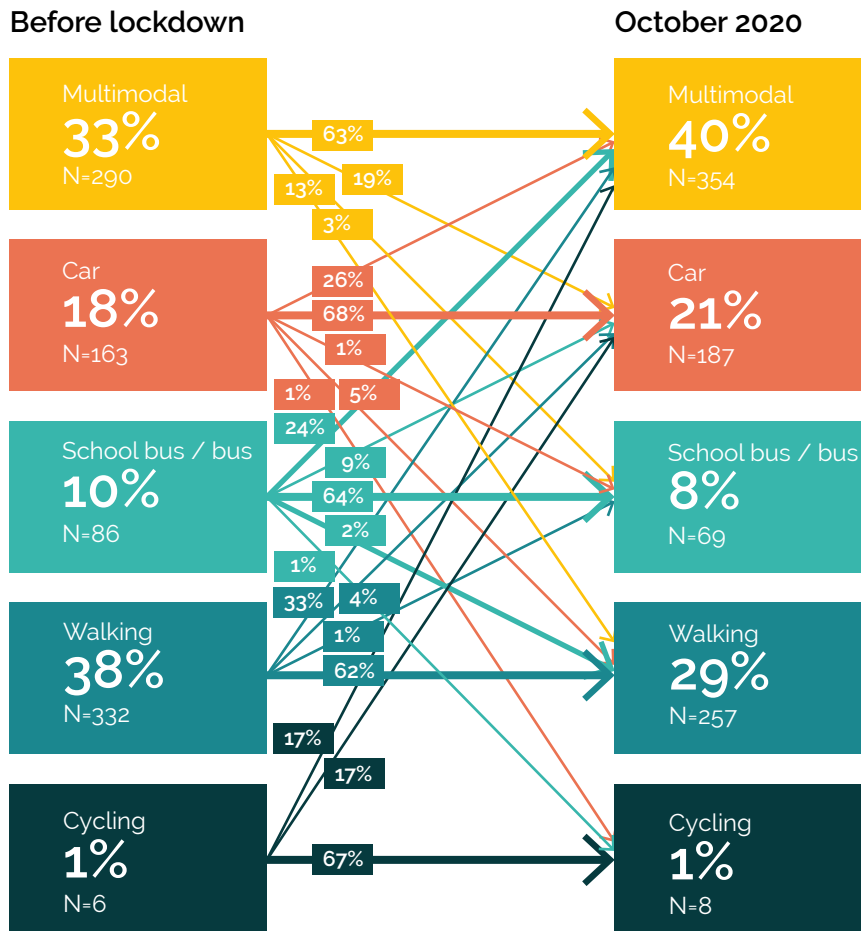 Before lockdown
October 2020
Multimodal
33%
N=290
63%
19%
13%
3%
Multimodal
40%
N=354
Car
18%
N=163
26%
68%
1%
1%
5%
Car
21%
N=187
School bus / bus
10%
N=86
24%
9%
64%
2%
1%
School bus / bus
8%
N=69
Walking
38%
N=332
33%
4%
1%
62%
Walking
29%
N=257
Cycling
1%
N=6
17%
17%
67%
Cycling
1%
N=8